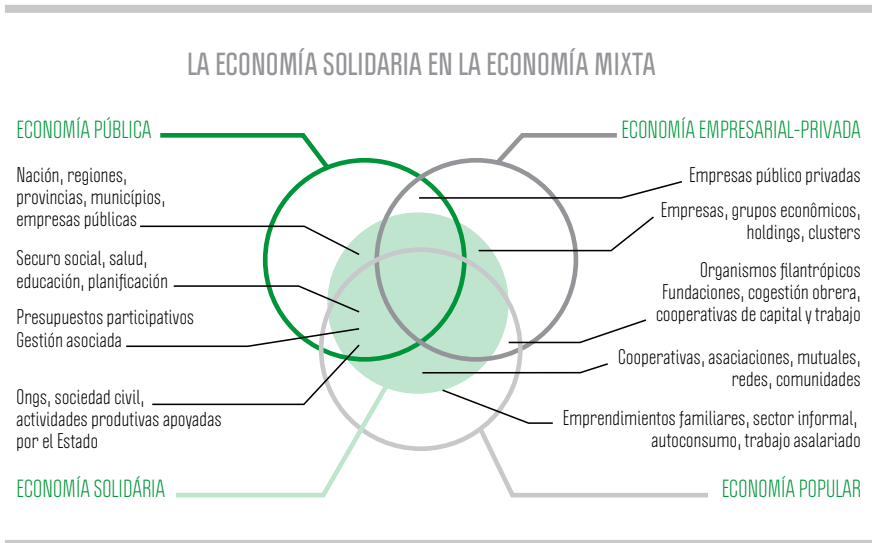 LA ECONOMÍA SOLIDARIA EN LA ECONOMÍA MIXTA
ECONOMÍA PÚBLICA
Nación, regiones,
provincias, municípios,
empresas públicas
Securo social, salud,
educación, planificación
Presupuestos participativos
Gestión asociada
Ongs, sociedad civil,
actividades produtivas apoyadas
por el Estado
ECONOMÍA SOLIDÁRIA
ECONOMÍA EMPRESARIAL-PRIVADA
Empresas público privadas
Empresas, grupos econômicos,
holdings, clusters
Organismos filantrópicos
Fundaciones, cogestión obrera,
cooperativas de capital y trabajo
Cooperativas, asaciaciones, mutuales,
redes, comunidades
Emprendimientos familiares, sector informal,
autoconsumo, trabajo asalariado
ECONOMÍA POPULAR